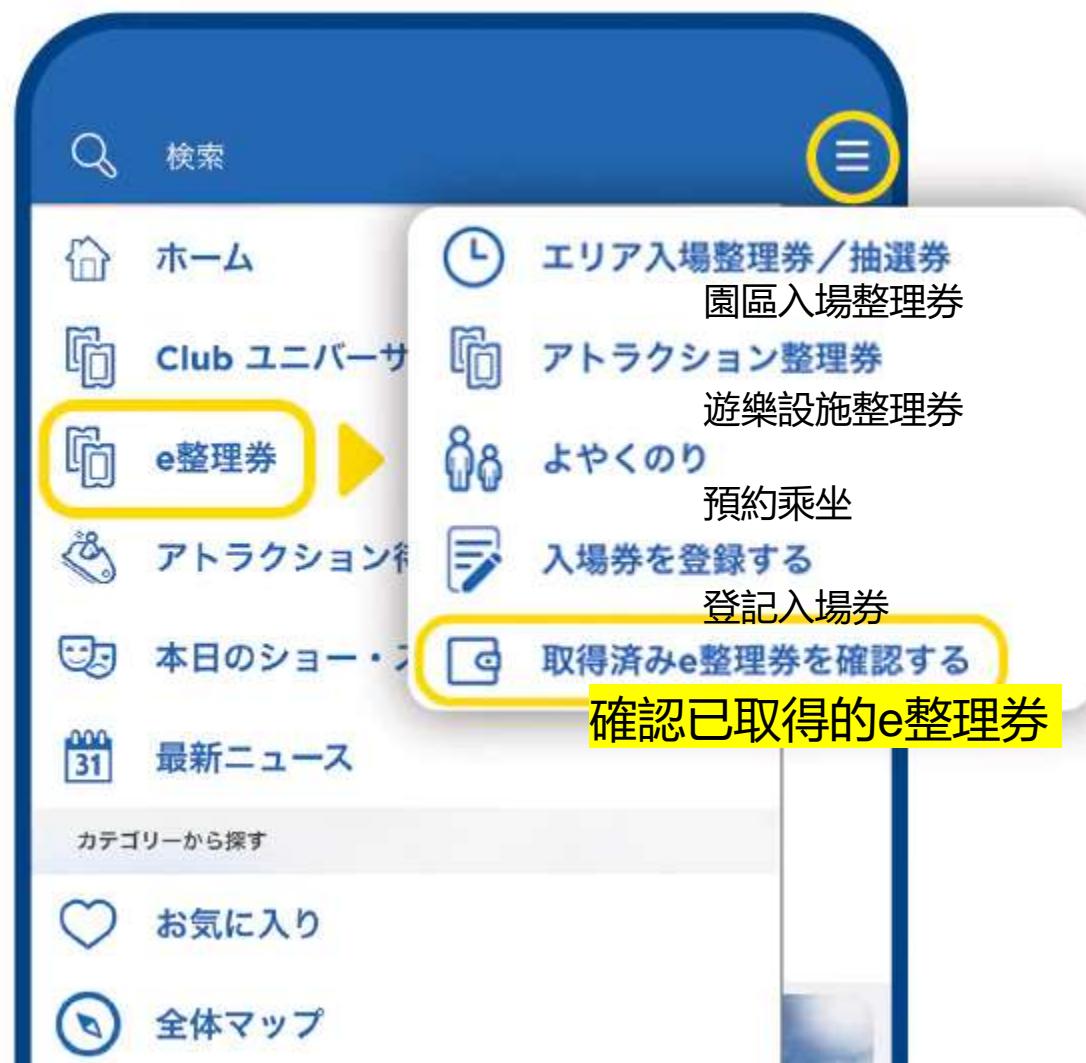 検索
ホーム
Club ユニバーサ
e整理券
アトラクション
本日のショー・
31 最新ニュース
カテゴリーから探す
お気に入り
全体マップ
エリア入場整理券／抽選券
園區入場整理券
アトラクション整理券
遊樂設施整理券
よやくのり
預約乘坐
入場券を登録する
登記入場券
取得済みe整理券を確認する
確認已取得的e整理券